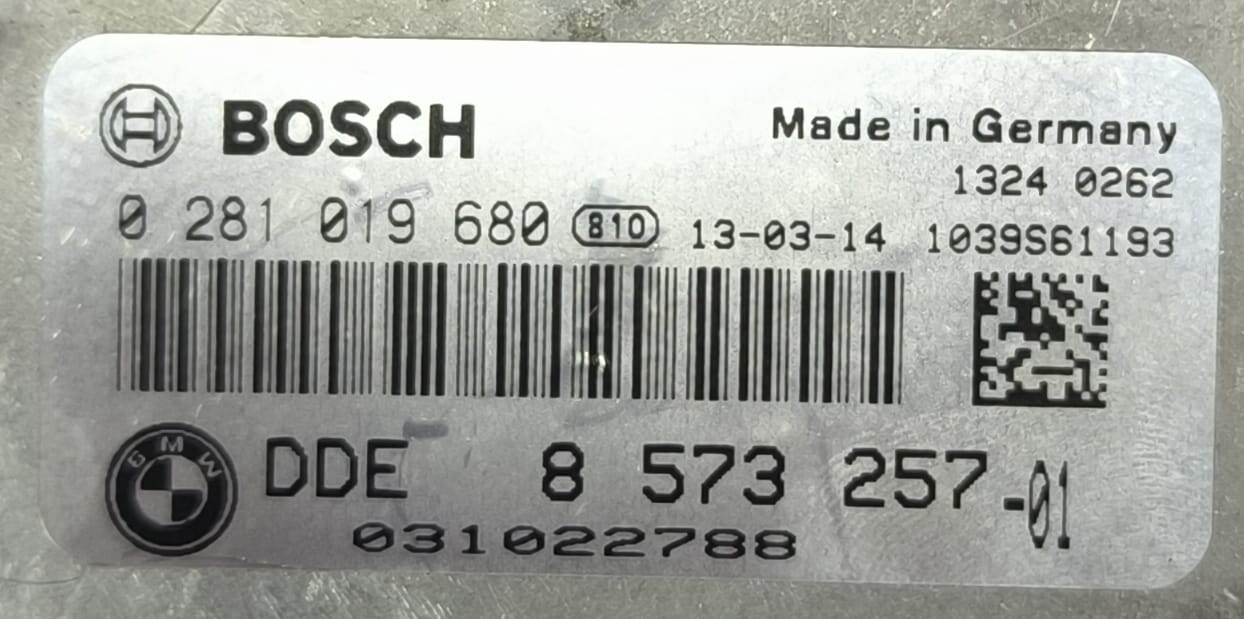 BOSCH
Made in Germany
1324 0262
0 281 019 680 810 13-03-14 1039S61193
BMW DDE 8 573 257-01
031022788